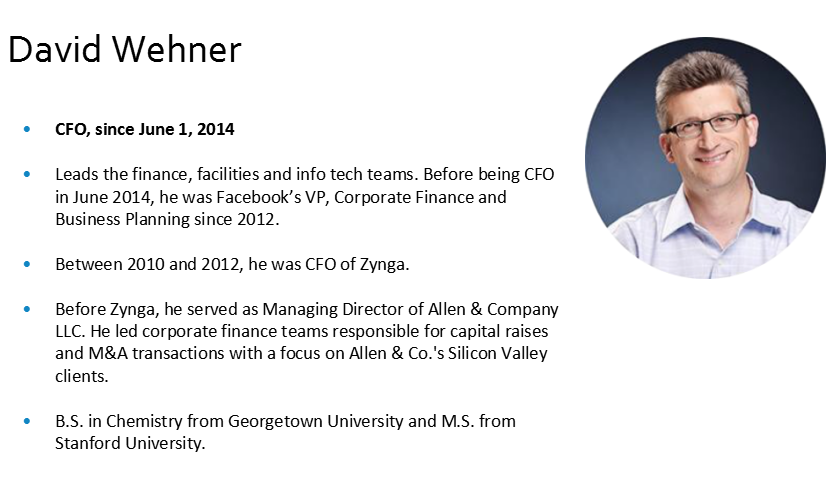 David Wehner
• CFO, since June 1, 2014
• Leads the finance, facilities and info tech teams. Before being CFO
in June 2014, he was Facebook’s VP, Corporate Finance and
Business Planning since 2012.
• Between 2010 and 2012, he was CFO of Zynga.
• Before Zynga, he served as Managing Director of Allen & Company
LLC. He led corporate finance teams responsible for capital raises
and M&A transactions with a focus on Allen & Co.'s Silicon Valley
clients.
• B.S. in Chemistry from Georgetown University and M.S. from
Stanford University.